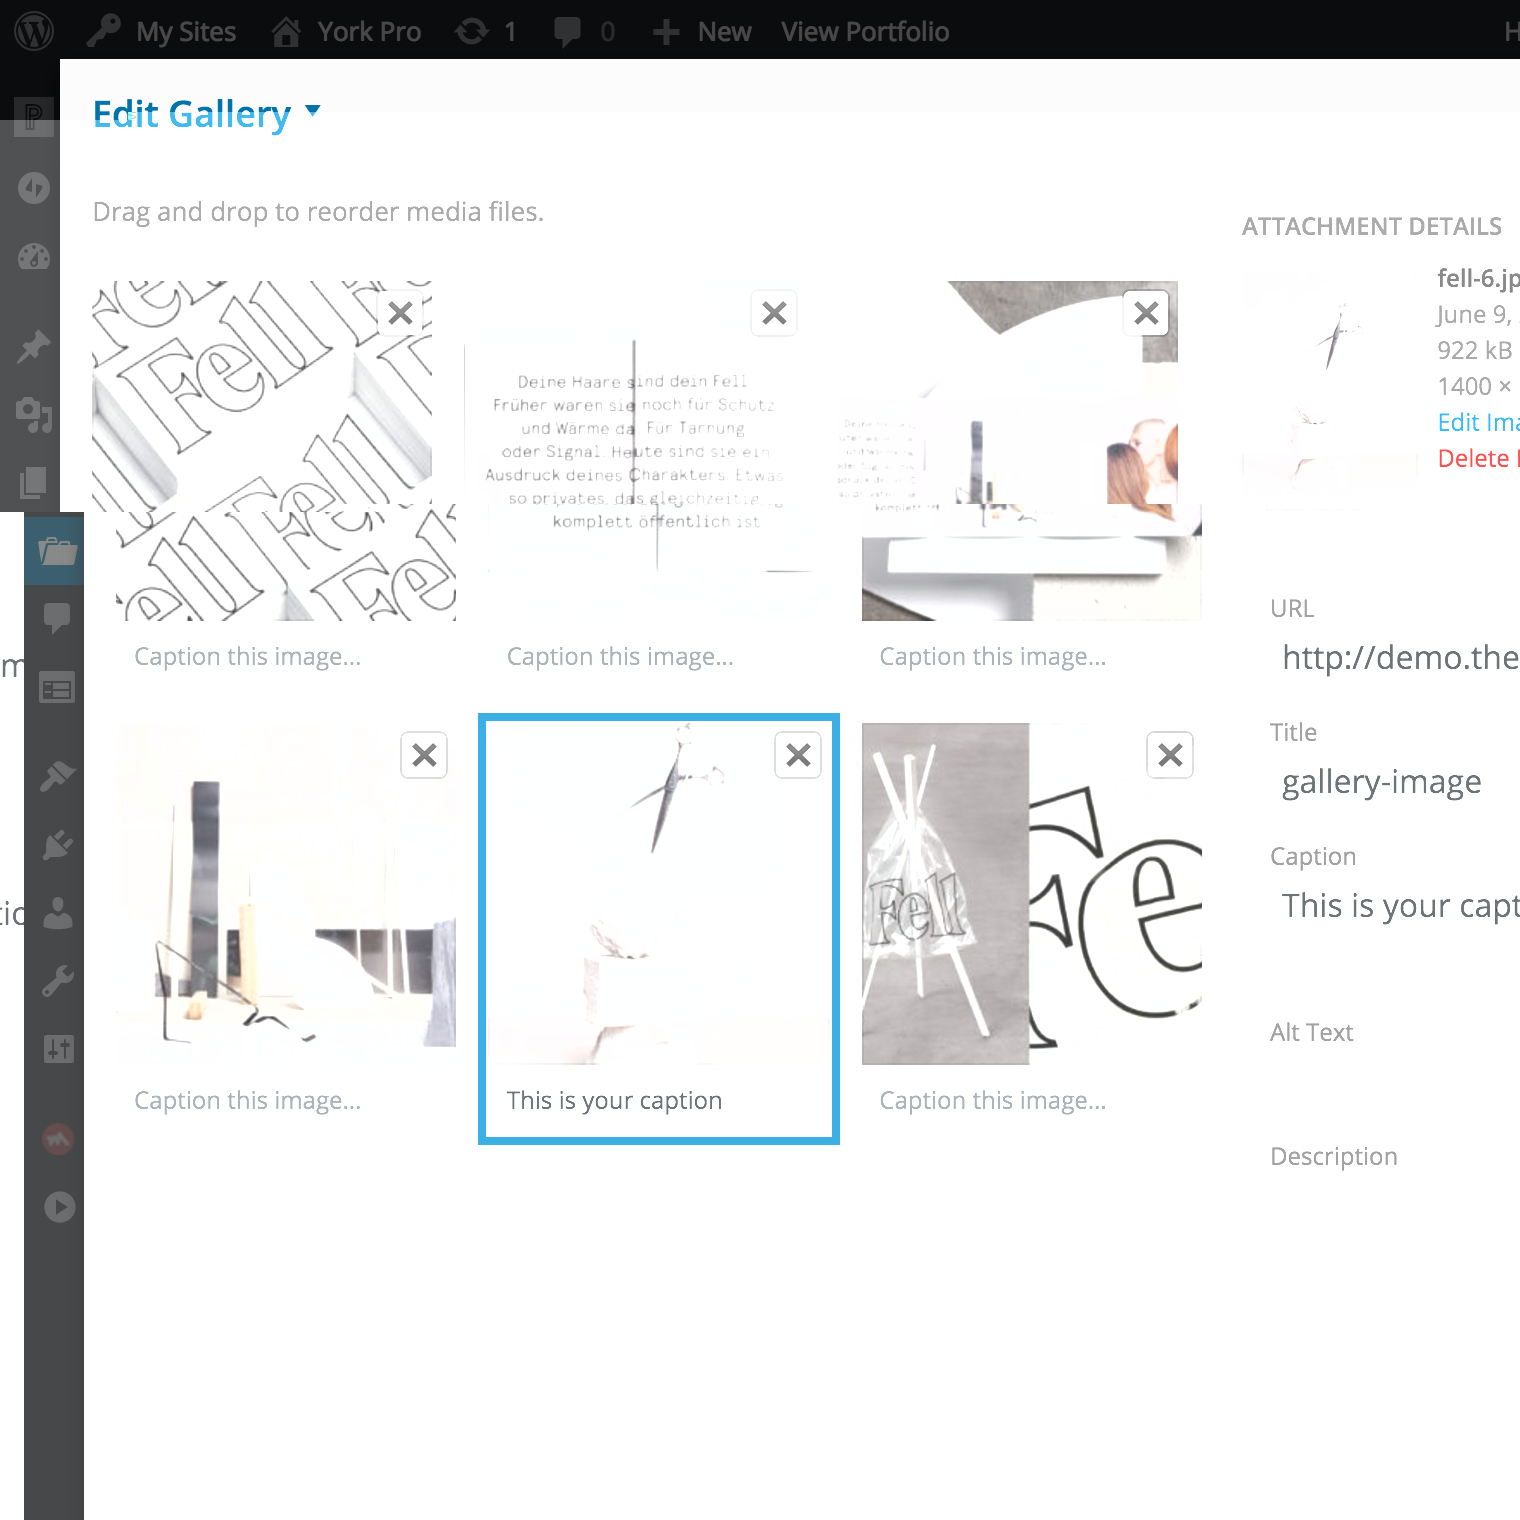 My Sites York Pro 1 0 New View Portfolio H
Edit Gallery
Drag and drop to reorder media files.
ATTACHMENT DETAILS
fell-6.jp
June 9,
922 kB
1400 ×
Edit Ima
Delete
Fell
Deine Haare sind dein Fell
Früher waren sie noch für Schutz
und Wärme da. Für Tarnung
oder Signal. Heute sind sie ein
Ausdruck deines Charakters. Etwas
so privates, das gleichzeitig
komplett öffentlich ist
Caption this image...
Caption this image...
Caption this image...
URL
http://demo.the
Title
gallery-image
Caption
This is your capt
Alt Text
Description
Fell
Fe
Caption this image...
This is your caption
Caption this image...